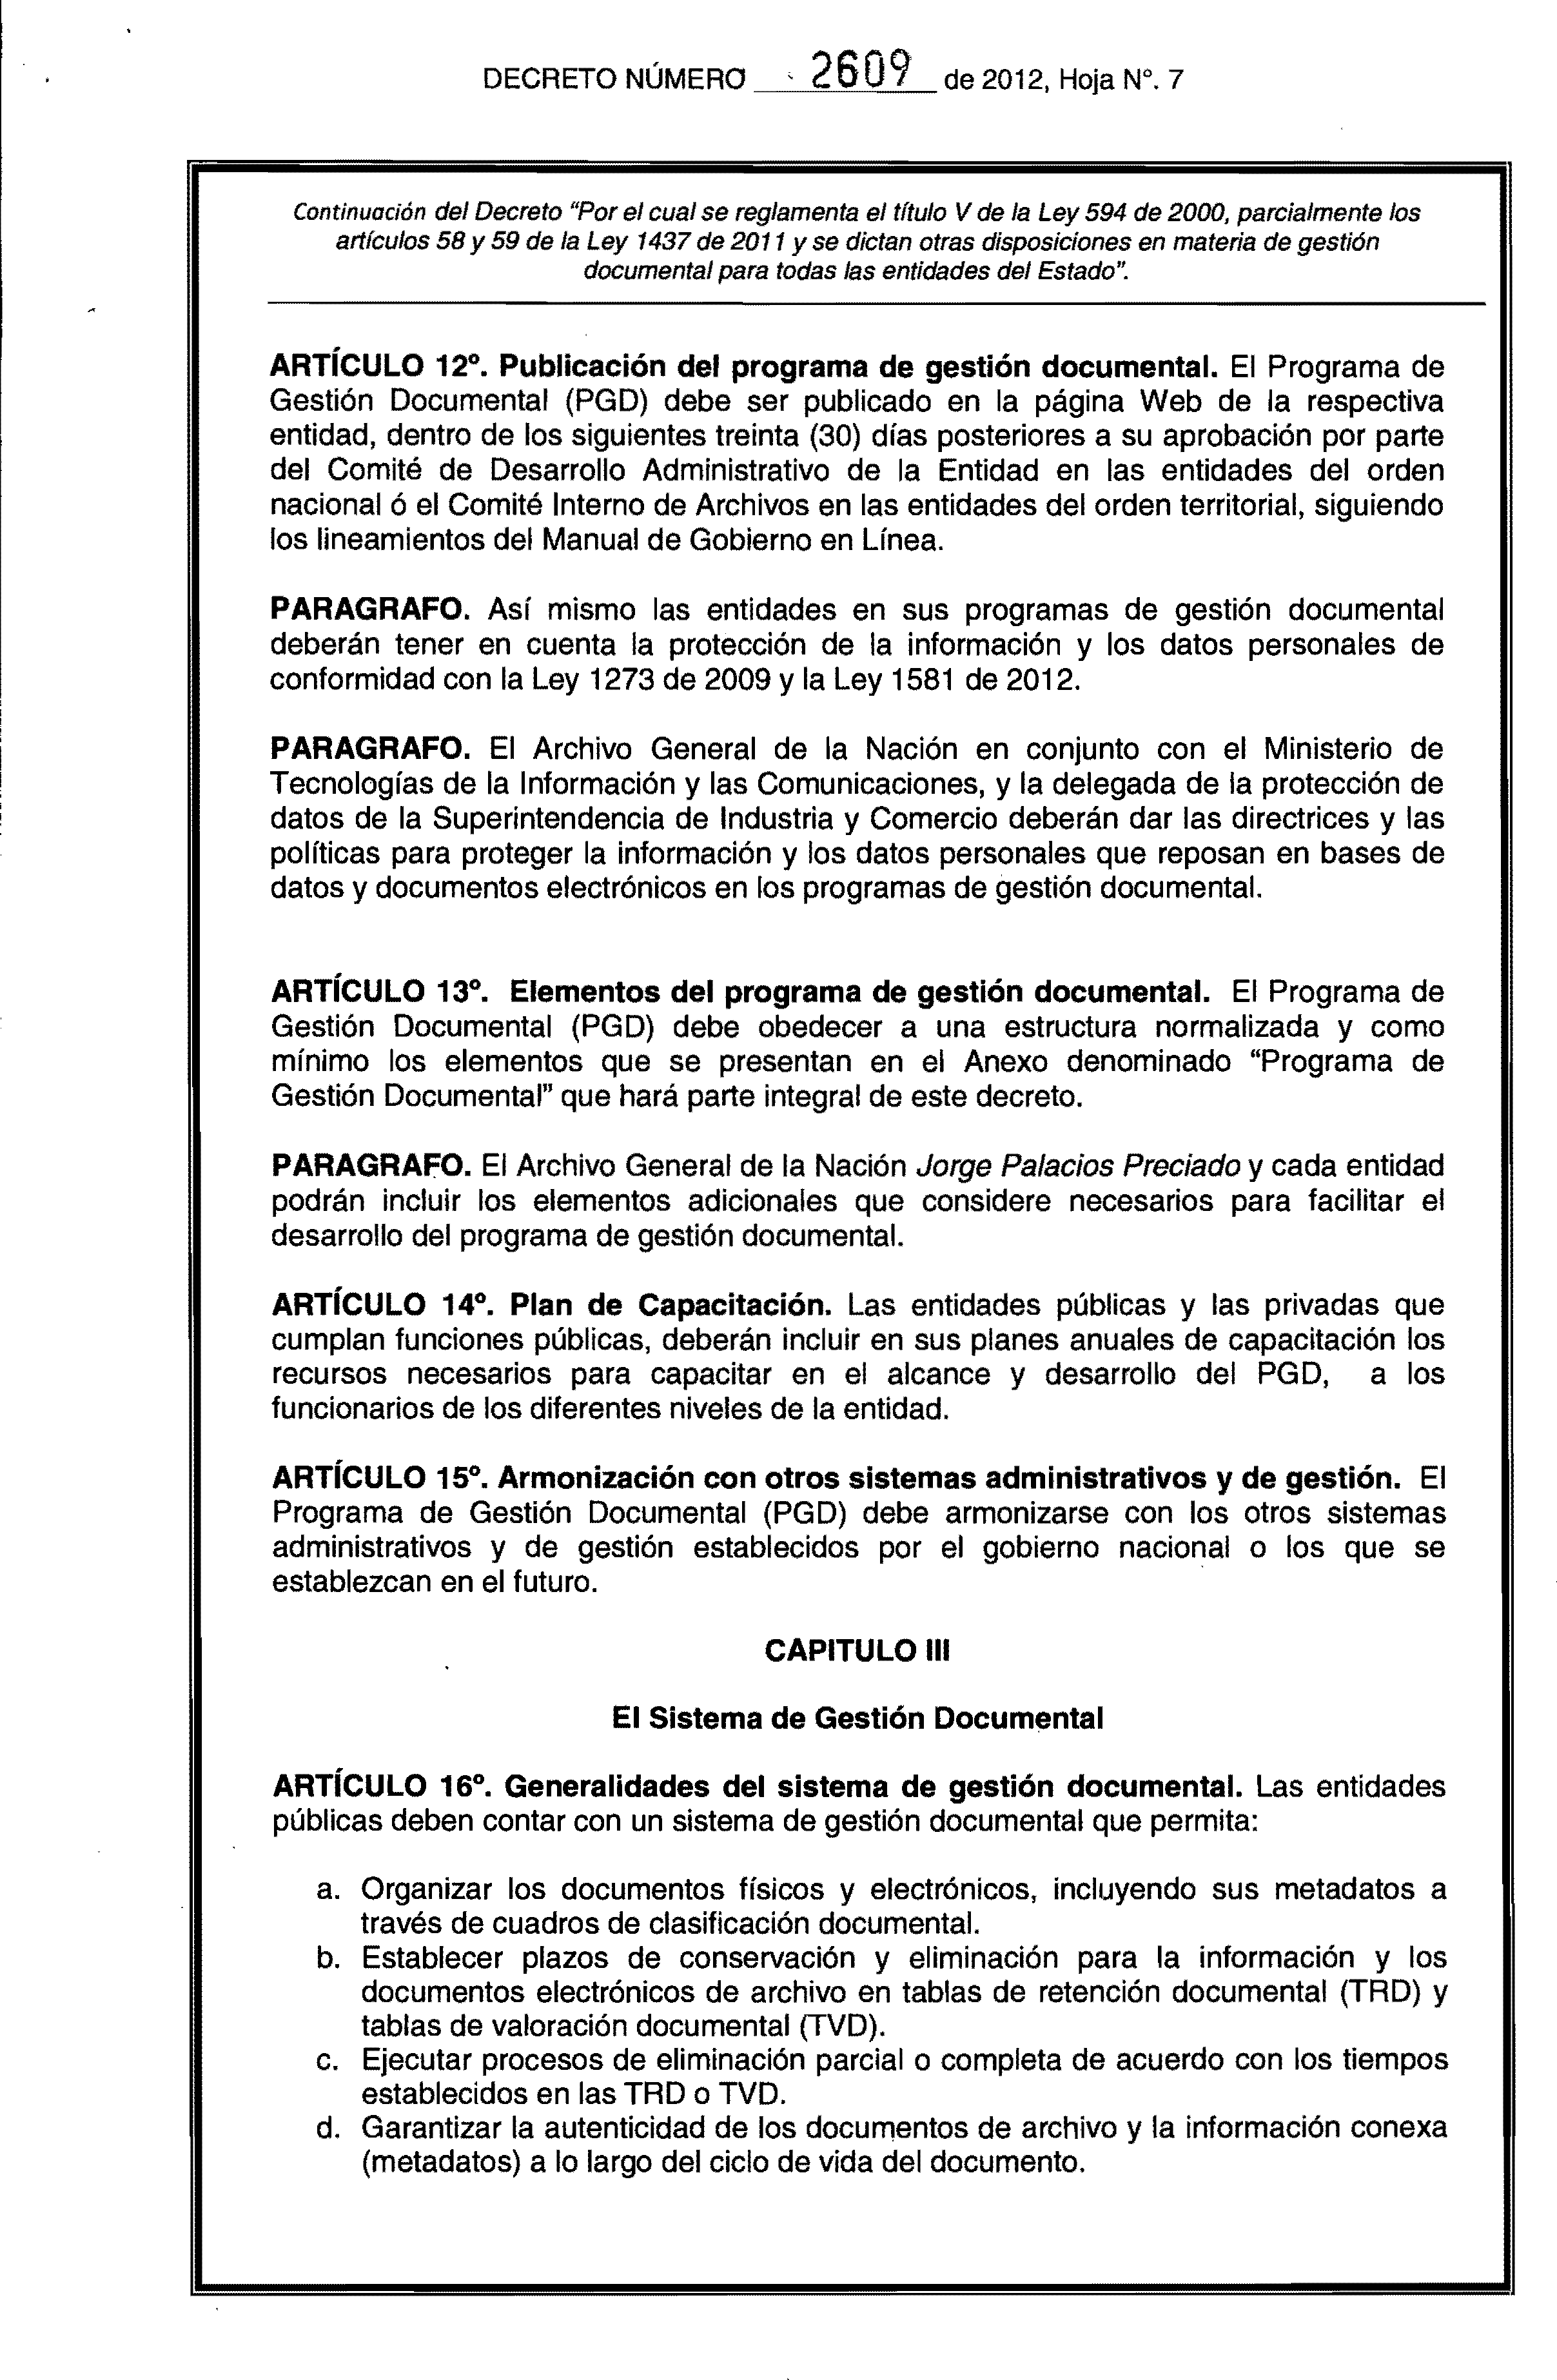 DECRETO NÚMERO 2609 de 2012, Hoja N°. 7
Continuación del Decreto "Por el cual se reglamenta el título V de la Ley 594 de 2000, parcialmente los
artículos 58 y 59 de la Ley 1437 de 2011 y se dictan otras disposiciones en materia de gestión
documental para todas las entidades del Estado".
ARTÍCULO 12º. Publicación del programa de gestión documental. El Programa de
Gestión Documental (PGD) debe ser publicado en la página Web de la respectiva
entidad, dentro de los siguientes treinta (30) días posteriores a su aprobación por parte
del Comité de Desarrollo Administrativo de la Entidad en las entidades del orden
nacional ó el Comité Interno de Archivos en las entidades del orden territorial, siguiendo
los lineamientos del Manual de Gobierno en Línea.
PARAGRAFO. Así mismo las entidades en sus programas de gestión documental
deberán tener en cuenta la protección de la información y los datos personales de
conformidad con la Ley 1273 de 2009 y la Ley 1581 de 2012.
PARAGRAFO. El Archivo General de la Nación en conjunto con el Ministerio de
Tecnologías de la Información y las Comunicaciones, y la delegada de la protección de
datos de la Superintendencia de Industria y Comercio deberán dar las directrices y las
políticas para proteger la información y los datos personales que reposan en bases de
datos y documentos electrónicos en los programas de gestión documental.
ARTÍCULO 13º. Elementos del programa de gestión documental. El Programa de
Gestión Documental (PGD) debe obedecer a una estructura normalizada y como
mínimo los elementos que se presentan en el Anexo denominado "Programa de
Gestión Documental" que hará parte integral de este decreto.
PARAGRAFO. El Archivo General de la Nación Jorge Palacios Preciado y cada entidad
podrán incluir los elementos adicionales que considere necesarios para facilitar el
desarrollo del programa de gestión documental.
ARTÍCULO 14º. Plan de Capacitación. Las entidades públicas y las privadas que
cumplan funciones públicas, deberán incluir en sus planes anuales de capacitación los
recursos necesarios para capacitar en el alcance y desarrollo del PGD, a los
funcionarios de los diferentes niveles de la entidad.
ARTÍCULO 15º. Armonización con otros sistemas administrativos y de gestión. El
Programa de Gestión Documental (PGD) debe armonizarse con los otros sistemas
administrativos y de gestión establecidos por el gobierno nacional o los que se
establezcan en el futuro.
CAPITULO III
El Sistema de Gestión Documental
ARTÍCULO 16º. Generalidades del sistema de gestión documental. Las entidades
públicas deben contar con un sistema de gestión documental que permita:
a. Organizar los documentos físicos y electrónicos, incluyendo sus metadatos a
través de cuadros de clasificación documental.
b. Establecer plazos de conservación y eliminación para la información y los
documentos electrónicos de archivo en tablas de retención documental (TRD) y
tablas de valoración documental (TVD).
c. Ejecutar procesos de eliminación parcial o completa de acuerdo con los tiempos
establecidos en las TRD o TVD.
d. Garantizar la autenticidad de los documentos de archivo y la información conexa
(metadatos) a lo largo del ciclo de vida del documento.